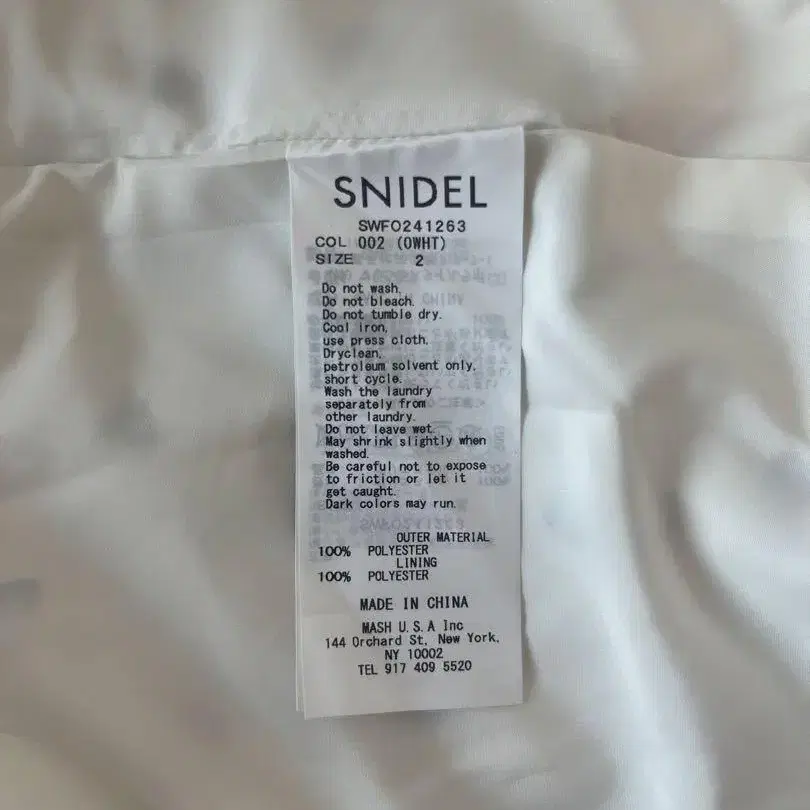 SNIDEL
SWFO241263
COL 002 (OWHT)
SIZE 2
Do not wash.
Do not bleach.
Do not tumble dry.
Cool iron,
use press cloth.
Dryclean,
petroleum solvent only,
short cycle.
Wash the laundry
separately from
other laundry.
Do not leave wet.
May shrink slightly when
washed.
Be careful not to expose
to friction or let it
get caught.
Dark colors may run.
OUTER MATERIAL
100% POLYESTER
LINING
100% POLYESTER
MADE IN CHINA
MASH U.S.A Inc
144 Orchard St, New York,
NY 10002
TEL 917 409 5520